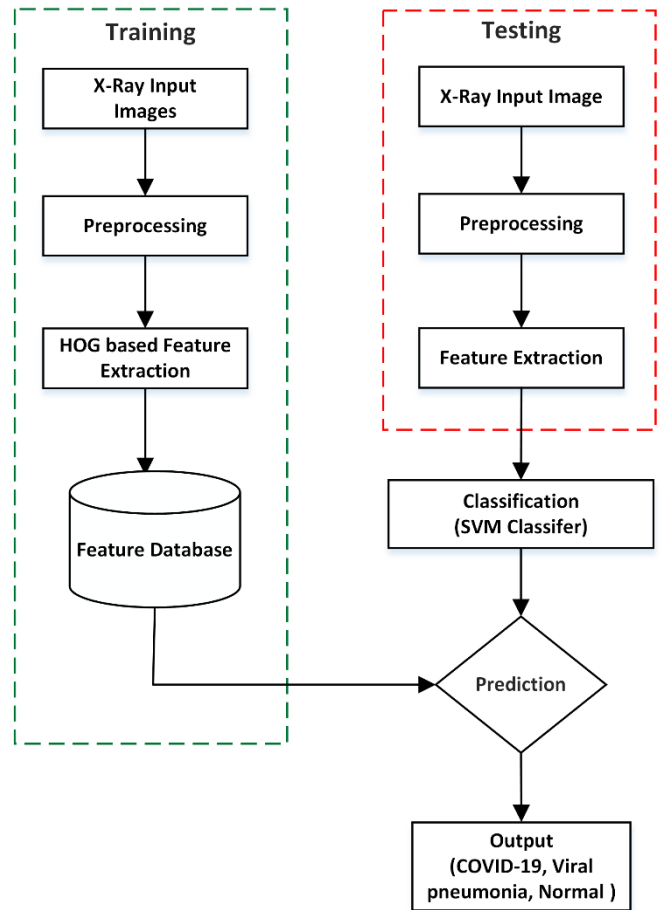 Training
X-Ray Input
Images
Preprocessing
HOG based Feature
Extraction
Feature Database
Testing
X-Ray Input Image
Preprocessing
Feature Extraction
Classification
(SVM Classifer)
Prediction
Output
(COVID-19, Viral
pneumonia, Normal )